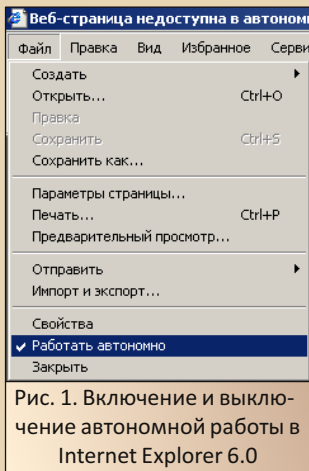 Веб-страница недоступна в автоном
Файл Правка Вид Избранное Серви
Создать
Открыть... Ctrl+O
Правка
Сохранить Ctrl+S
Сохранить как...
Параметры страницы...
Печать... Ctrl+P
Предварительный просмотр...
Отправить
Импорт и экспорт...
Свойства
Работать автономно
Закрыть
Рис. 1. Включение и выклю-
чение автономной работы в
Internet Explorer 6.0